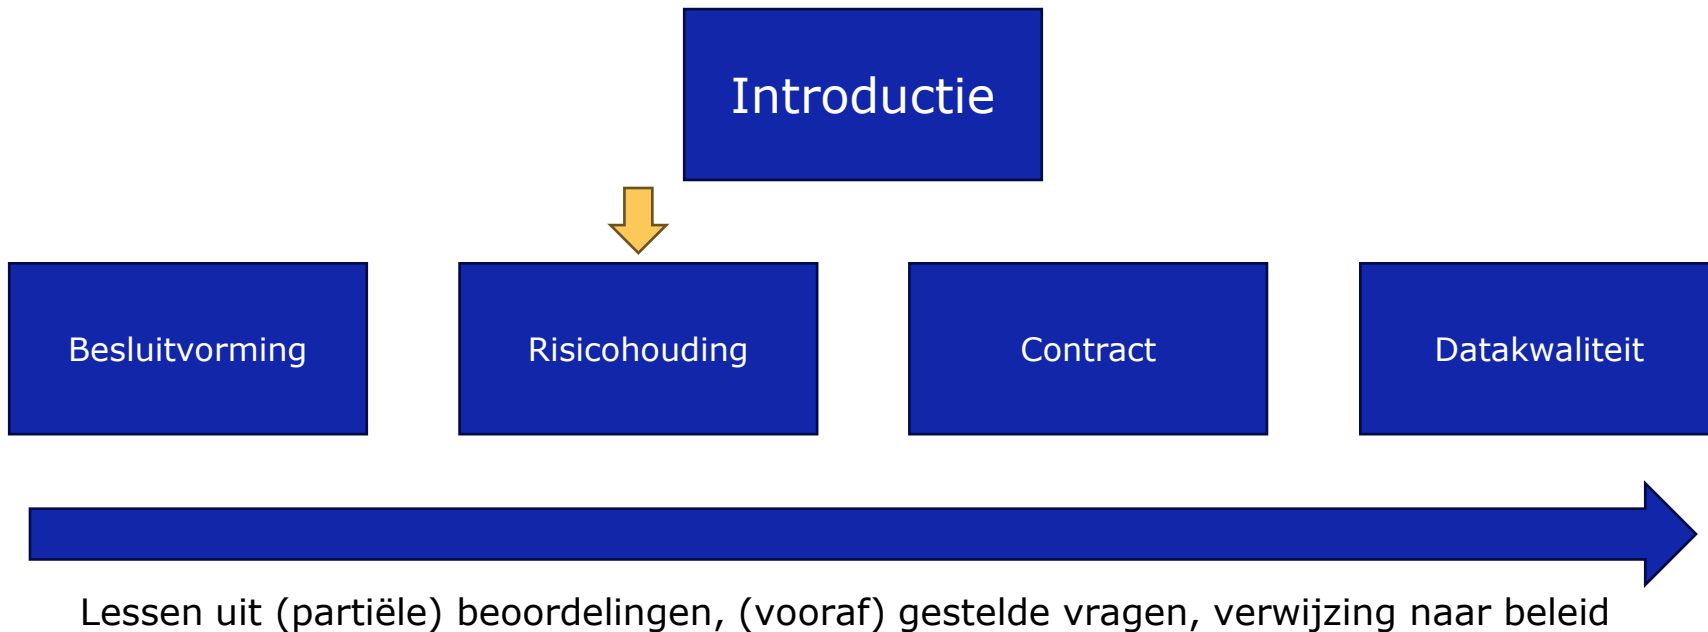 Introductie
Besluitvorming
Risicohouding
Contract
Datakwaliteit
Lessen uit (partiële) beoordelingen, (vooraf) gestelde vragen, verwijzing naar beleid